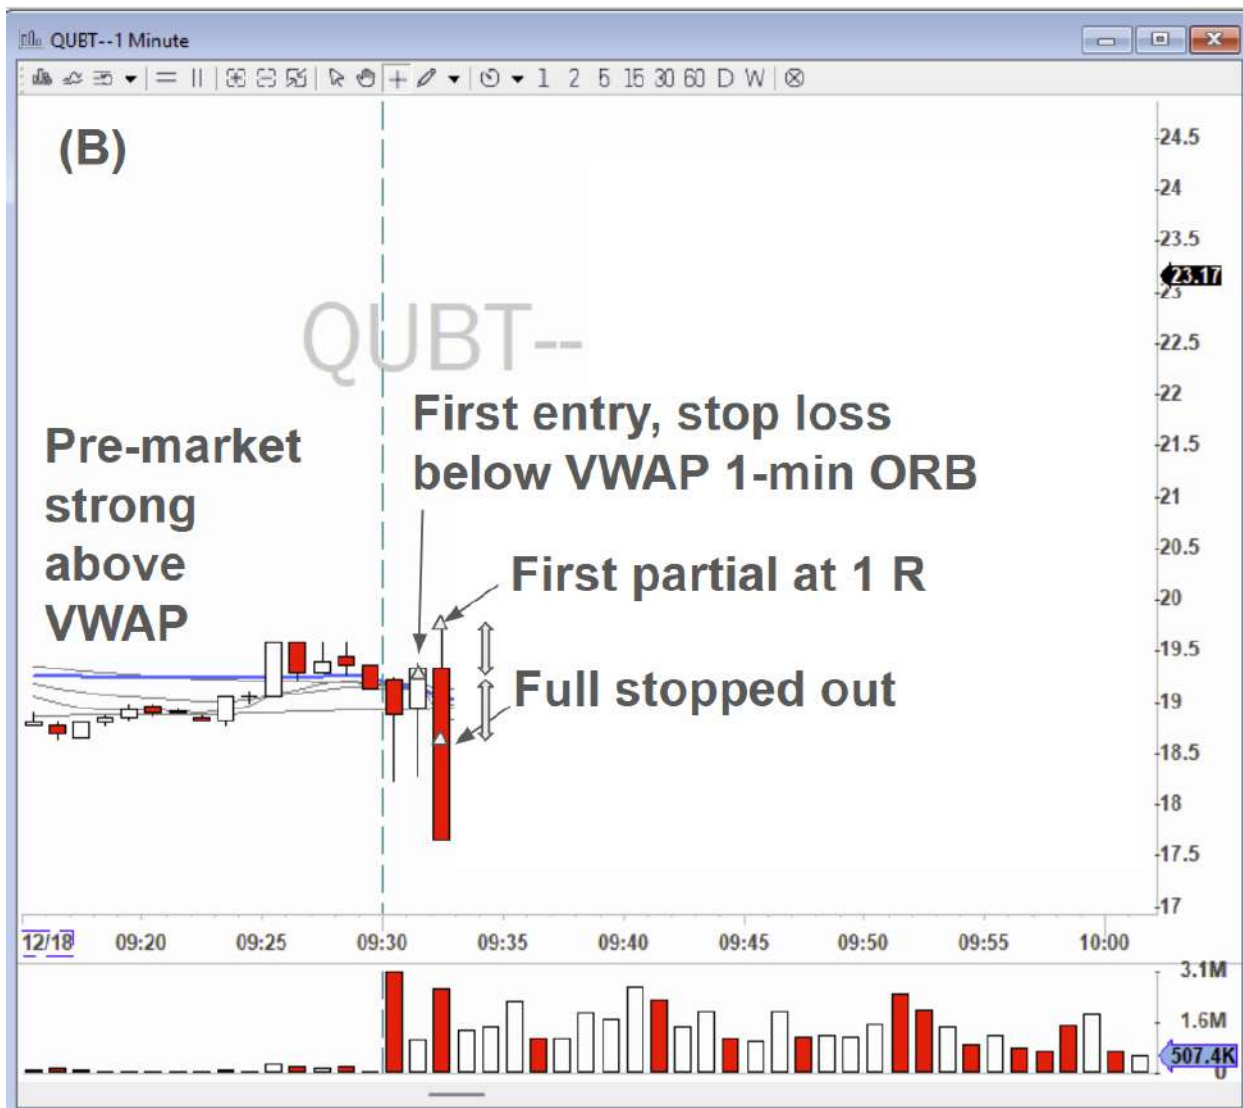 QUBT--1 Minute
1 2 5 15 30 60 D W
(B)
24.5
24
23.5
23.17
23
22.5
QUBT--
22
First entry, stop loss
below VWAP 1-min ORB
21.5
21
Pre-market
strong
above
VWAP
20.5
First partial at 1 R
20
19.5
Full stopped out
19
18.5
18
17.5
17
12/18 09:20 09:25 09:30 09:35 09:40 09:45 09:50 09:55 10:00
3.1M
1.6M
507.4K
0